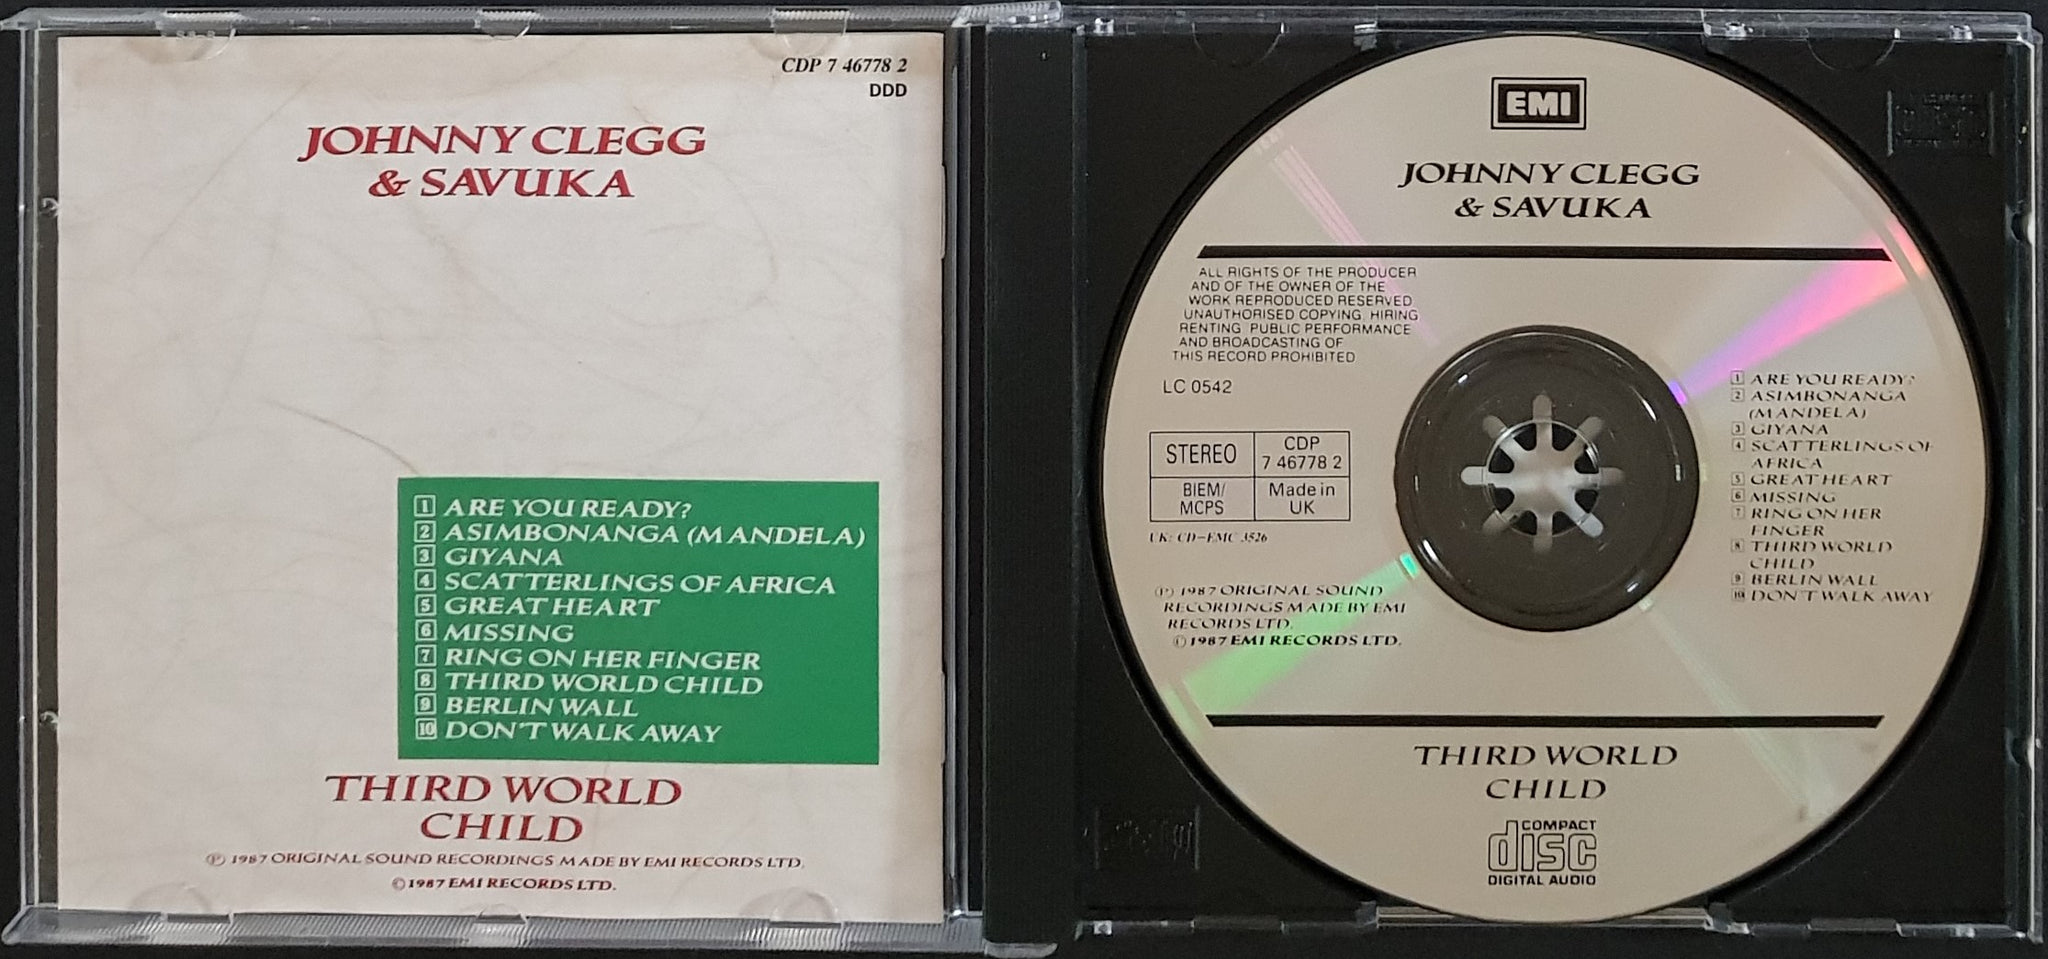 CDP 7 46778 2
DDD
JOHNNY CLEGG
& SAVUKA
1 ARE YOU READY?
2 ASIMBONANGA (MANDELA)
3 GIYANA
4 SCATTERLINGS OF AFRICA
5 GREAT HEART
6 MISSING
7 RING ON HER FINGER
8 THIRD WORLD CHILD
9 BERLIN WALL
10 DON'T WALK AWAY
THIRD WORLD
CHILD
℗ 1987 ORIGINAL SOUND RECORDINGS MADE BY EMI RECORDS LTD.
© 1987 EMI RECORDS LTD.
EMI
JOHNNY CLEGG
& SAVUKA
ALL RIGHTS OF THE PRODUCER
AND OF THE OWNER OF THE
WORK REPRODUCED RESERVED
UNAUTHORISED COPYING, HIRING
RENTING, PUBLIC PERFORMANCE
AND BROADCASTING OF
THIS RECORD PROHIBITED
LC 0542
STEREO
CDP
7 46778 2
BIEM/
MCPS
Made in
UK
UK: CD-EMC 3526
℗ 1987 ORIGINAL SOUND
RECORDINGS MADE BY EMI
RECORDS LTD.
© 1987 EMI RECORDS LTD.
1 ARE YOU READY?
2 ASIMBONANGA
(MANDELA)
3 GIYANA
4 SCATTERLINGS OF
AFRICA
5 GREAT HEART
6 MISSING
7 RING ON HER
FINGER
8 THIRD WORLD
CHILD
9 BERLIN WALL
10 DON'T WALK AWAY
THIRD WORLD
CHILD
COMPACT
disc
DIGITAL AUDIO